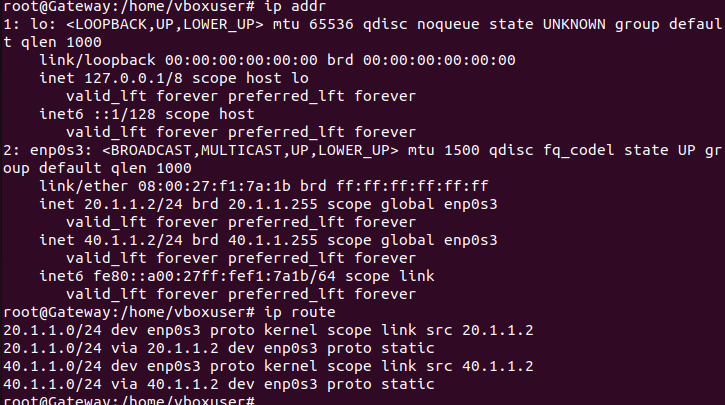 root@Gateway:/home/vboxuser# ip addr
1: lo: <LOOPBACK,UP,LOWER_UP> mtu 65536 qdisc noqueue state UNKNOWN group defaul
t qlen 1000
    link/loopback 00:00:00:00:00:00 brd 00:00:00:00:00:00
    inet 127.0.0.1/8 scope host lo
       valid_lft forever preferred_lft forever
    inet6 ::1/128 scope host
       valid_lft forever preferred_lft forever
2: enp0s3: <BROADCAST,MULTICAST,UP,LOWER_UP> mtu 1500 qdisc fq_codel state UP gr
oup default qlen 1000
    link/ether 08:00:27:f1:7a:1b brd ff:ff:ff:ff:ff:ff
    inet 20.1.1.2/24 brd 20.1.1.255 scope global enp0s3
       valid_lft forever preferred_lft forever
    inet 40.1.1.2/24 brd 40.1.1.255 scope global enp0s3
       valid_lft forever preferred_lft forever
    inet6 fe80::a00:27ff:fef1:7a1b/64 scope link
       valid_lft forever preferred_lft forever
root@Gateway:/home/vboxuser# ip route
20.1.1.0/24 dev enp0s3 proto kernel scope link src 20.1.1.2
20.1.1.0/24 via 20.1.1.2 dev enp0s3 proto static
40.1.1.0/24 dev enp0s3 proto kernel scope link src 40.1.1.2
40.1.1.0/24 via 40.1.1.2 dev enp0s3 proto static
root@Gateway:/home/vboxuser#